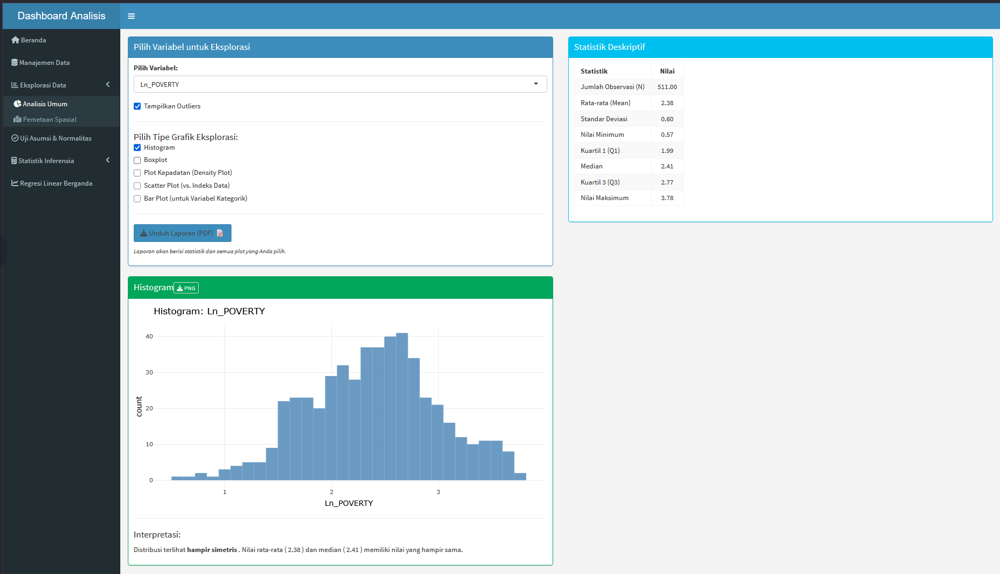 Dashboard Analisis
Beranda
Manajemen Data
Eksplorasi Data
Analisis Umum
Pemetaan Spasial
Uji Asumsi & Normalitas
Statistik Inferensia
Regresi Linear Berganda
Pilih Variabel untuk Eksplorasi
Pilih Variabel:
Ln_POVERTY
Tampilkan Outliers
Pilih Tipe Grafik Eksplorasi:
Histogram
Boxplot
Plot Kepadatan (Density Plot)
Scatter Plot (vs. Indeks Data)
Bar Plot (untuk Variabel Kategorik)
Unduh Laporan (PDF)
Laporan akan berisi statistik dan semua plot yang Anda pilih.
Statistik Deskriptif
Statistik Nilai
Jumlah Observasi (N) 511.00
Rata-rata (Mean) 2.38
Standar Deviasi 0.60
Nilai Minimum 0.57
Kuartil 1 (Q1) 1.99
Median 2.41
Kuartil 3 (Q3) 2.77
Nilai Maksimum 3.78
Histogram PNG
Histogram: Ln_POVERTY
40
30
20
10
0
count
1 2 3
Ln_POVERTY
Interpretasi:
Distribusi terlihat hampir simetris . Nilai rata-rata ( 2.38 ) dan median ( 2.41 ) memiliki nilai yang hampir sama.